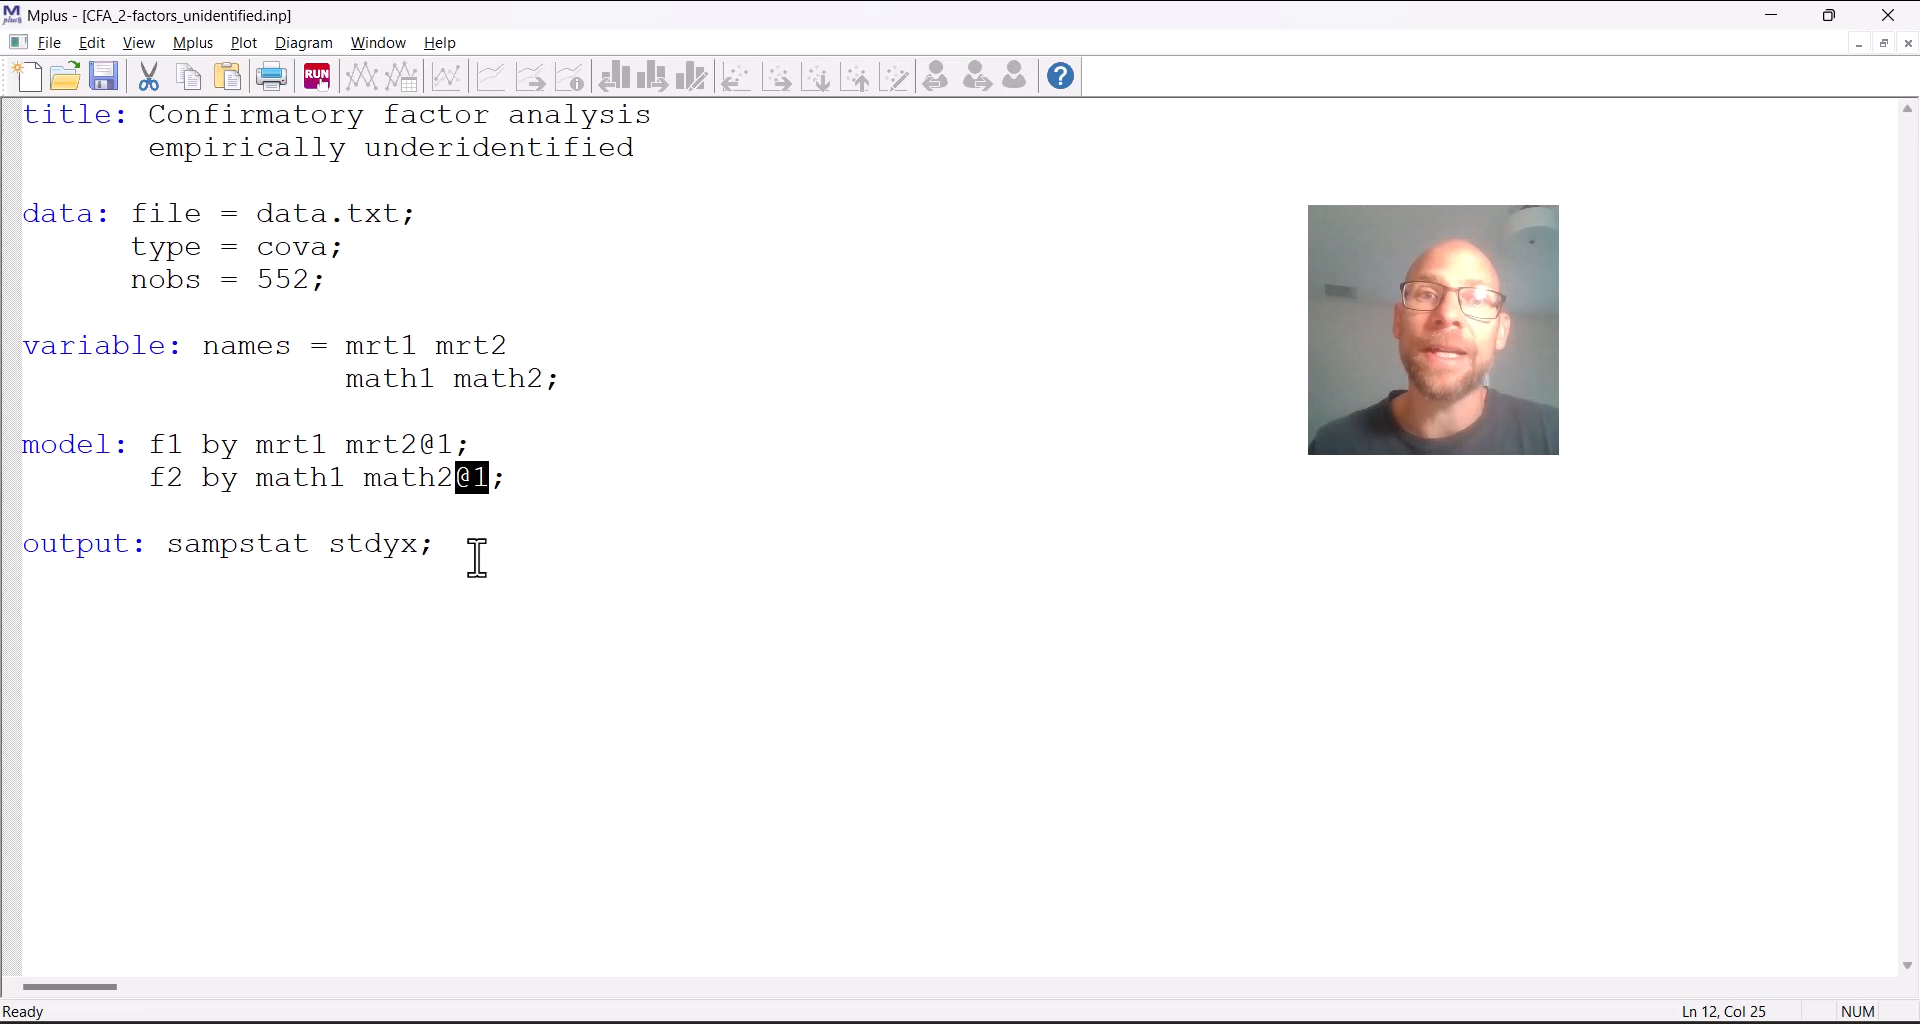 Mplus - [CFA_2-factors_unidentified.inp]
File Edit View Mplus Plot Diagram Window Help
RUN
title: Confirmatory factor analysis
empirically underidentified
data: file = data.txt;
type = cova;
nobs = 552;
variable: names = mrt1 mrt2
math1 math2;
model: f1 by mrt1 mrt2@1;
f2 by math1 math2@1;
output: sampstat stdyx;
Ready
Ln 12, Col 25
NUM